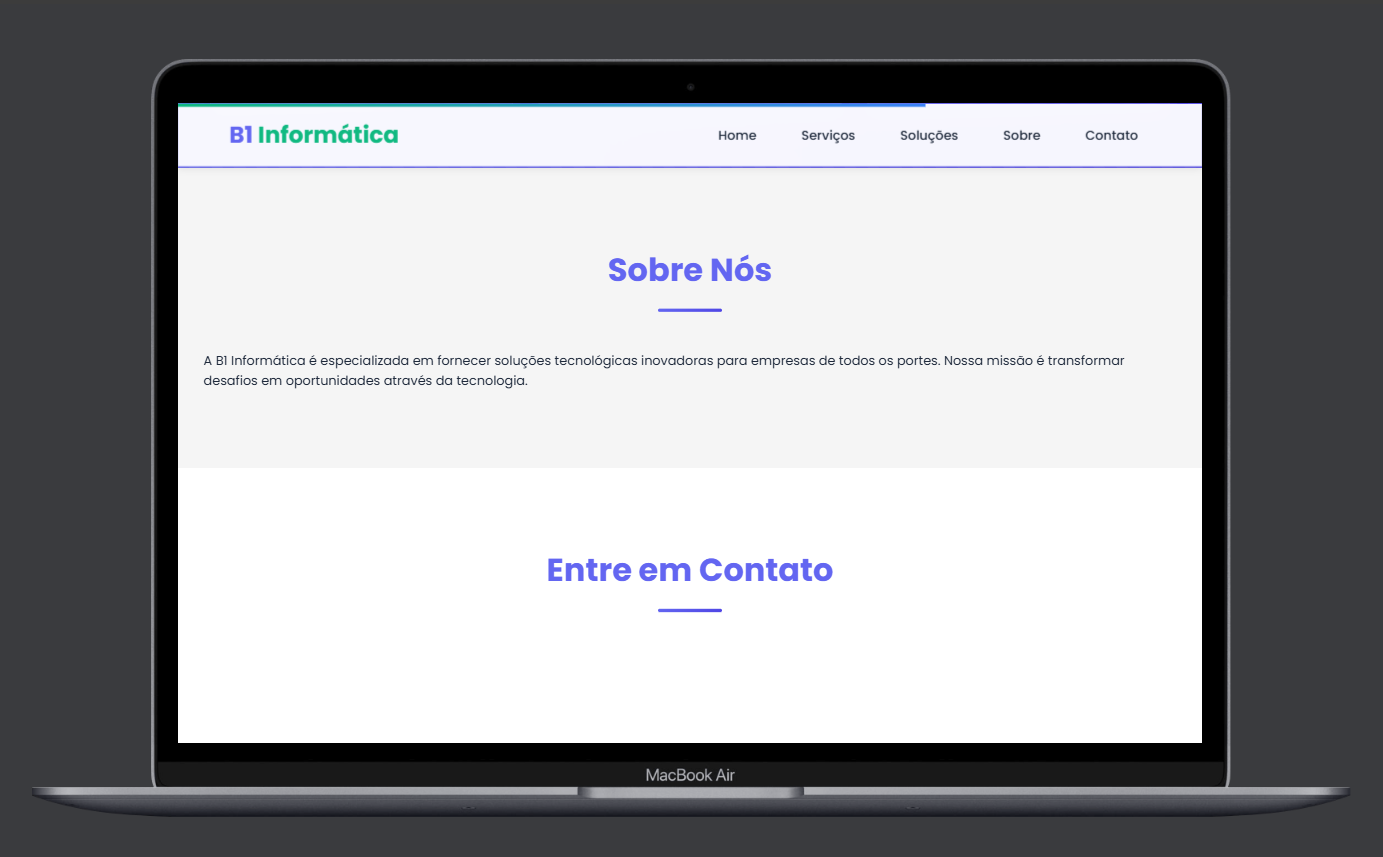 B1 Informática
Home Serviços Soluções Sobre Contato
Sobre Nós
A B1 Informática é especializada em fornecer soluções tecnológicas inovadoras para empresas de todos os portes. Nossa missão é transformar
desafios em oportunidades através da tecnologia.
Entre em Contato
MacBook Air